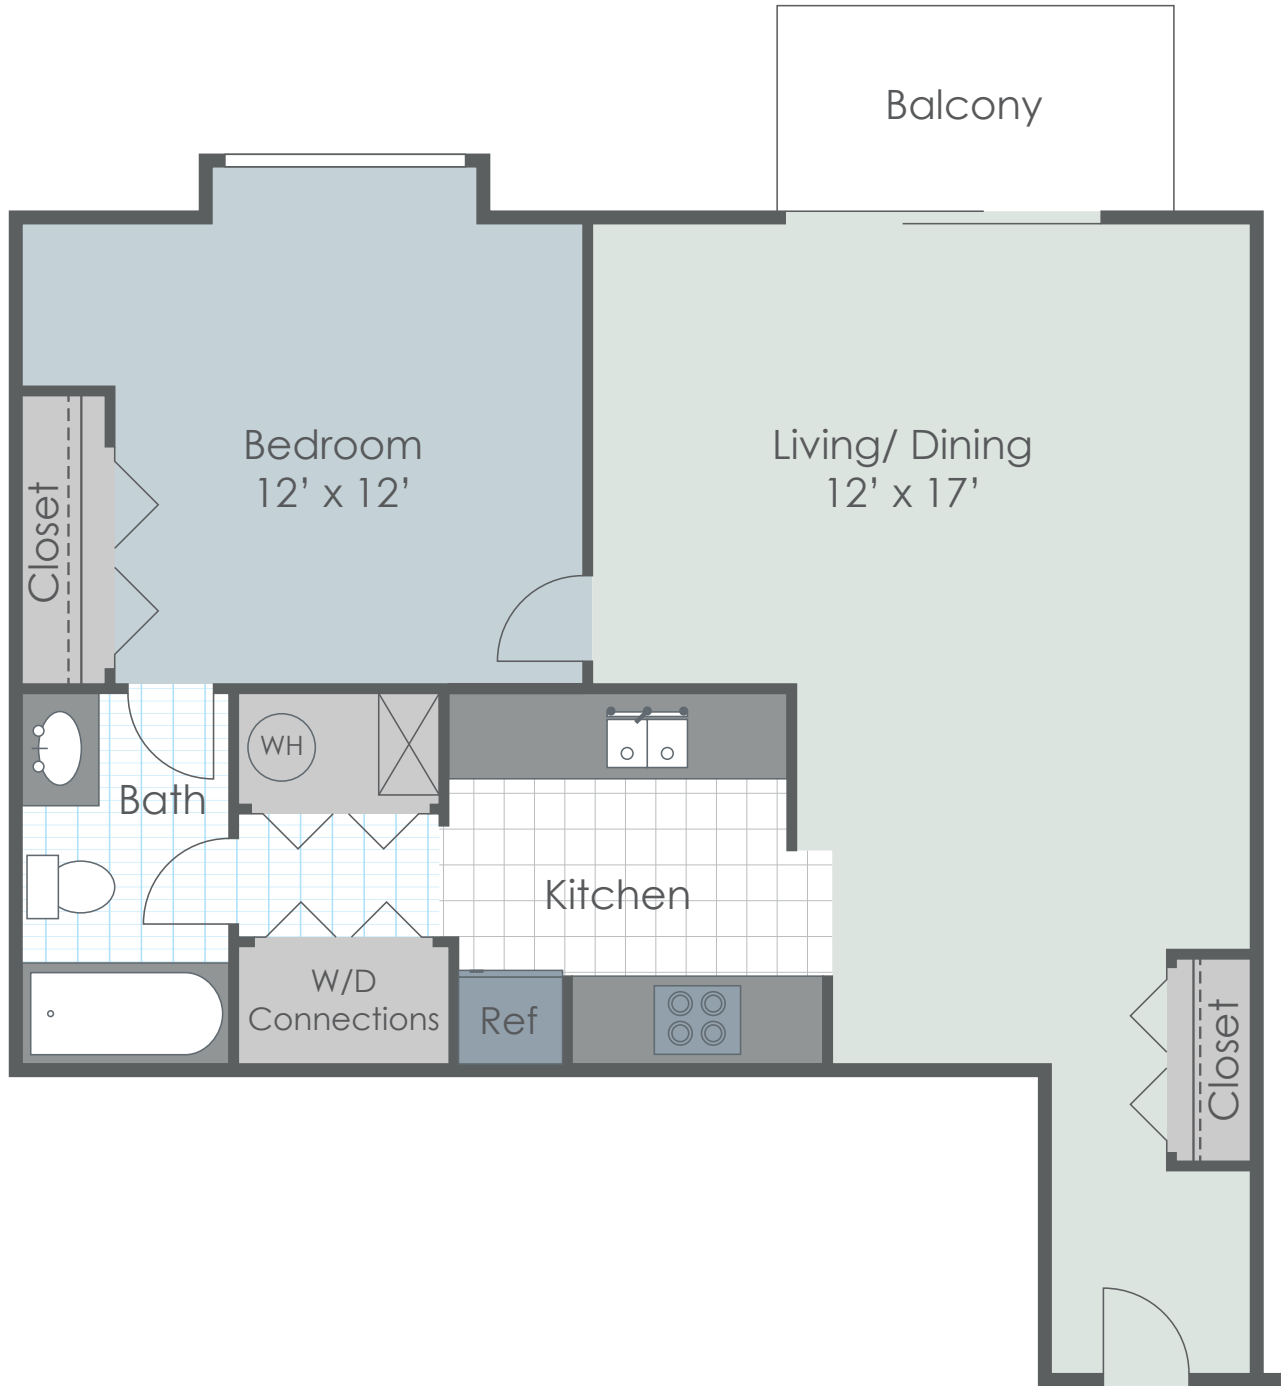 Balcony
Bedroom
12’ x 12’
Living/ Dining
12’ x 17’
Closet
WH
Bath
Kitchen
W/D
Connections
Ref
Closet